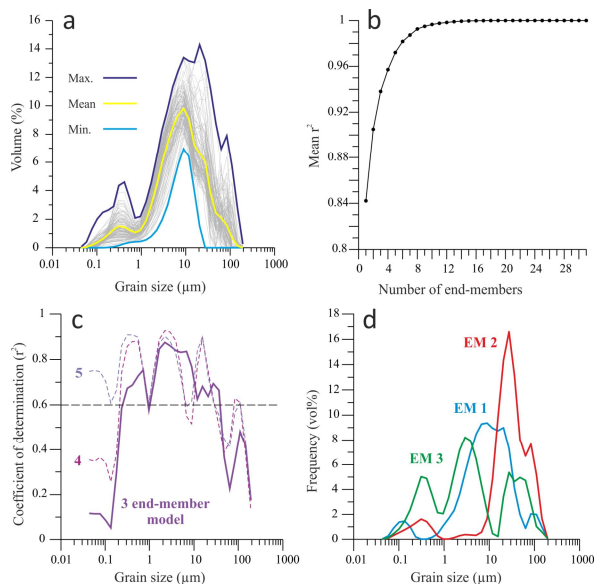 a
Volume (%)
16
14
12
10
8
6
4
2
0
Max.
Mean
Min.
0.01
0.1
1
10
100
1000
Grain size (µm)
b
Mean r²
1
0.96
0.92
0.88
0.84
0.8
0
4
8
12
16
20
24
28
Number of end-members
c
Coefficient of determination (r²)
1
0.8
0.6
0.4
0.2
0
5
4
3 end-member
model
0.01
0.1
1
10
100
1000
Grain size (µm)
d
Frequency (vol%)
18
16
14
12
10
8
6
4
2
0
EM 2
EM 1
EM 3
0.01
0.1
1
10
100
1000
Grain size (µm)